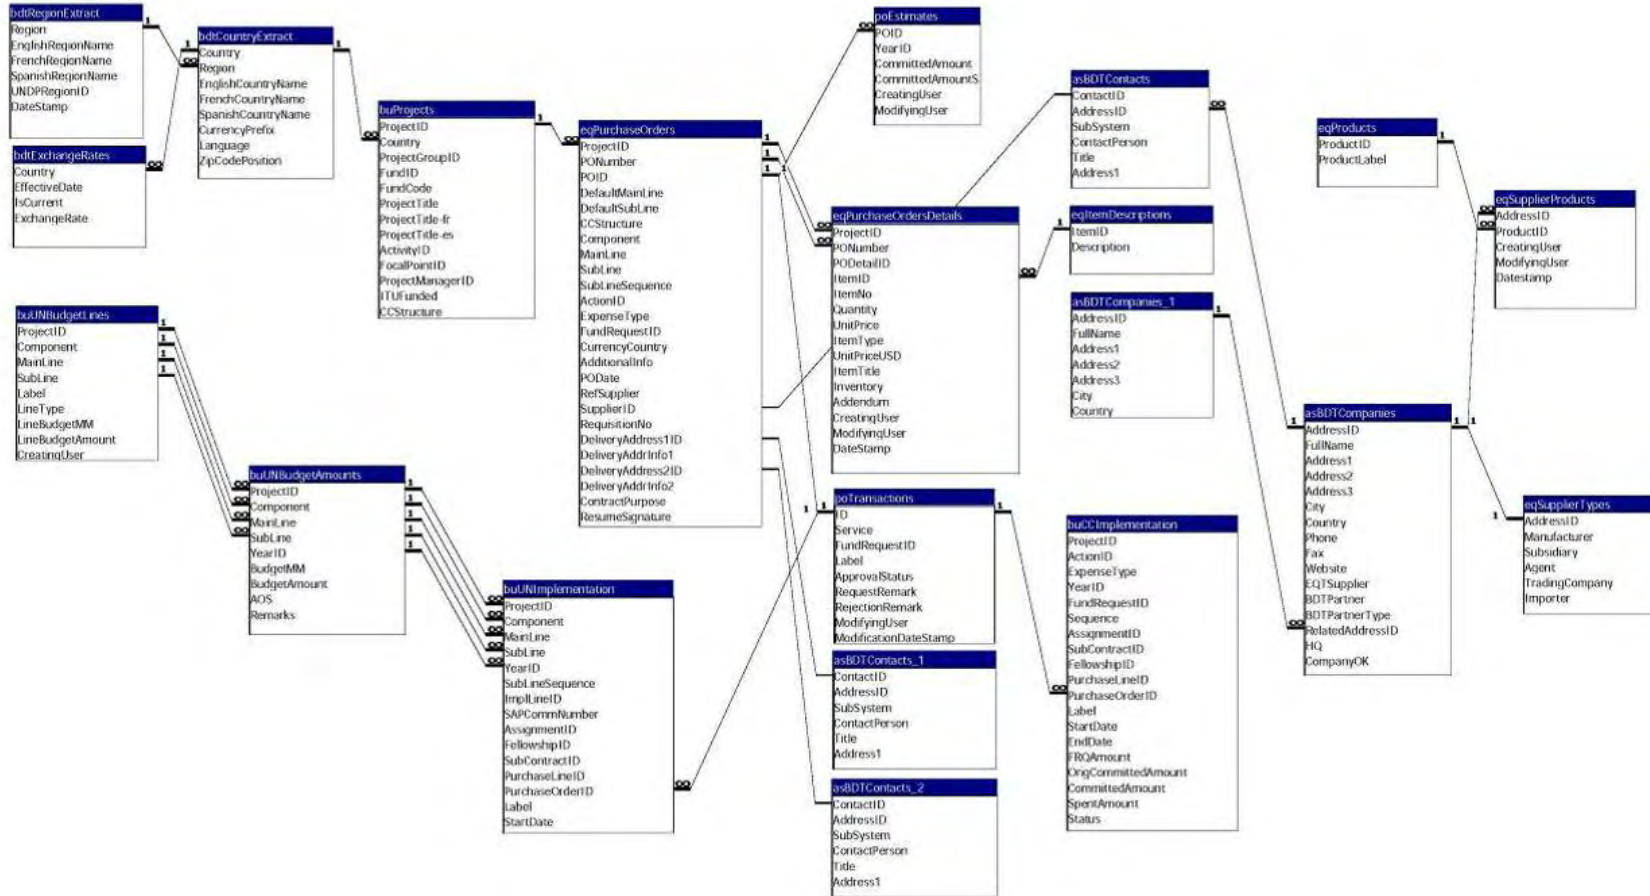 bdtRegionExtract
Region
EnglishRegionName
FrenchRegionName
SpanishRegionName
UNDPRegionID
DateStamp
bdtExchangeRates
Country
EffectiveDate
IsCurrent
ExchangeRate
bdtCountryExtract
Country
Region
EnglishCountryName
FrenchCountryName
SpanishCountryName
CurrencyPrefix
Language
ZipCodePosition
buProjects
ProjectID
Country
ProjectGroupID
FundID
FundCode
ProjectTitle
ProjectTitle-fr
ProjectTitle-es
ActivityID
FocalPointID
ProjectManagerID
ITUFunded
CCStructure
eqPurchaseOrders
ProjectID
PONumber
POID
DefaultMainLine
DefaultSubLine
CCStructure
Component
MainLine
SubLine
SubLineSequence
ActionID
ExpenseType
FundRequestID
CurrencyCountry
AdditionalInfo
PODate
RefSupplier
SupplierID
RequisitionNo
DeliveryAddress1ID
DeliveryAddrInfo1
DeliveryAddress2ID
DeliveryAddrInfo2
ContractPurpose
ResumeSignature
poEstimates
POID
YearID
CommittedAmount
CommittedAmountS
CreatingUser
ModifyingUser
eqPurchaseOrdersDetails
ProjectID
PONumber
PODetailID
ItemID
ItemNo
Quantity
UnitPrice
ItemType
UnitPriceUSD
ItemTitle
Inventory
Addendum
CreatingUser
ModifyingUser
DateStamp
asBDTContacts
ContactID
AddressID
SubSystem
ContactPerson
Title
Address1
eqItemDescriptions
ItemID
Description
asBDTCompanies_1
AddressID
FullName
Address1
Address2
Address3
City
Country
eqProducts
ProductID
ProductLabel
eqSupplierProducts
AddressID
ProductID
CreatingUser
ModifyingUser
Datestamp
asBDTCompanies
AddressID
FullName
Address1
Address2
Address3
City
Country
Phone
Fax
Website
EQTSupplier
BDTPartner
BDTPartnerType
RelatedAddressID
HQ
CompanyOK
eqSupplierTypes
AddressID
Manufacturer
Subsidiary
Agent
TradingCompany
Importer
buUNBudgetLines
ProjectID
Component
MainLine
SubLine
Label
LineType
LineBudgetMM
LineBudgetAmount
CreatingUser
buUNBudgetAmounts
ProjectID
Component
MainLine
SubLine
YearID
BudgetMM
BudgetAmount
AOS
Remarks
buUNImplementation
ProjectID
Component
MainLine
SubLine
YearID
SubLineSequence
ImplLineID
SAPCommNumber
AssignmentID
FellowshipID
SubContractID
PurchaseLineID
PurchaseOrderID
Label
StartDate
poTransactions
ID
Service
FundRequestID
Label
ApprovalStatus
RequestRemark
RejectionRemark
ModifyingUser
ModificationDateStamp
asBDTContacts_1
ContactID
AddressID
SubSystem
ContactPerson
Title
Address1
asBDTContacts_2
ContactID
AddressID
SubSystem
ContactPerson
Title
Address1
buCCImplementation
ProjectID
ActionID
ExpenseType
YearID
FundRequestID
Sequence
AssignmentID
SubContractID
FellowshipID
PurchaseLineID
PurchaseOrderID
Label
StartDate
EndDate
FRQAmount
OrigCommittedAmount
CommittedAmount
SpentAmount
Status